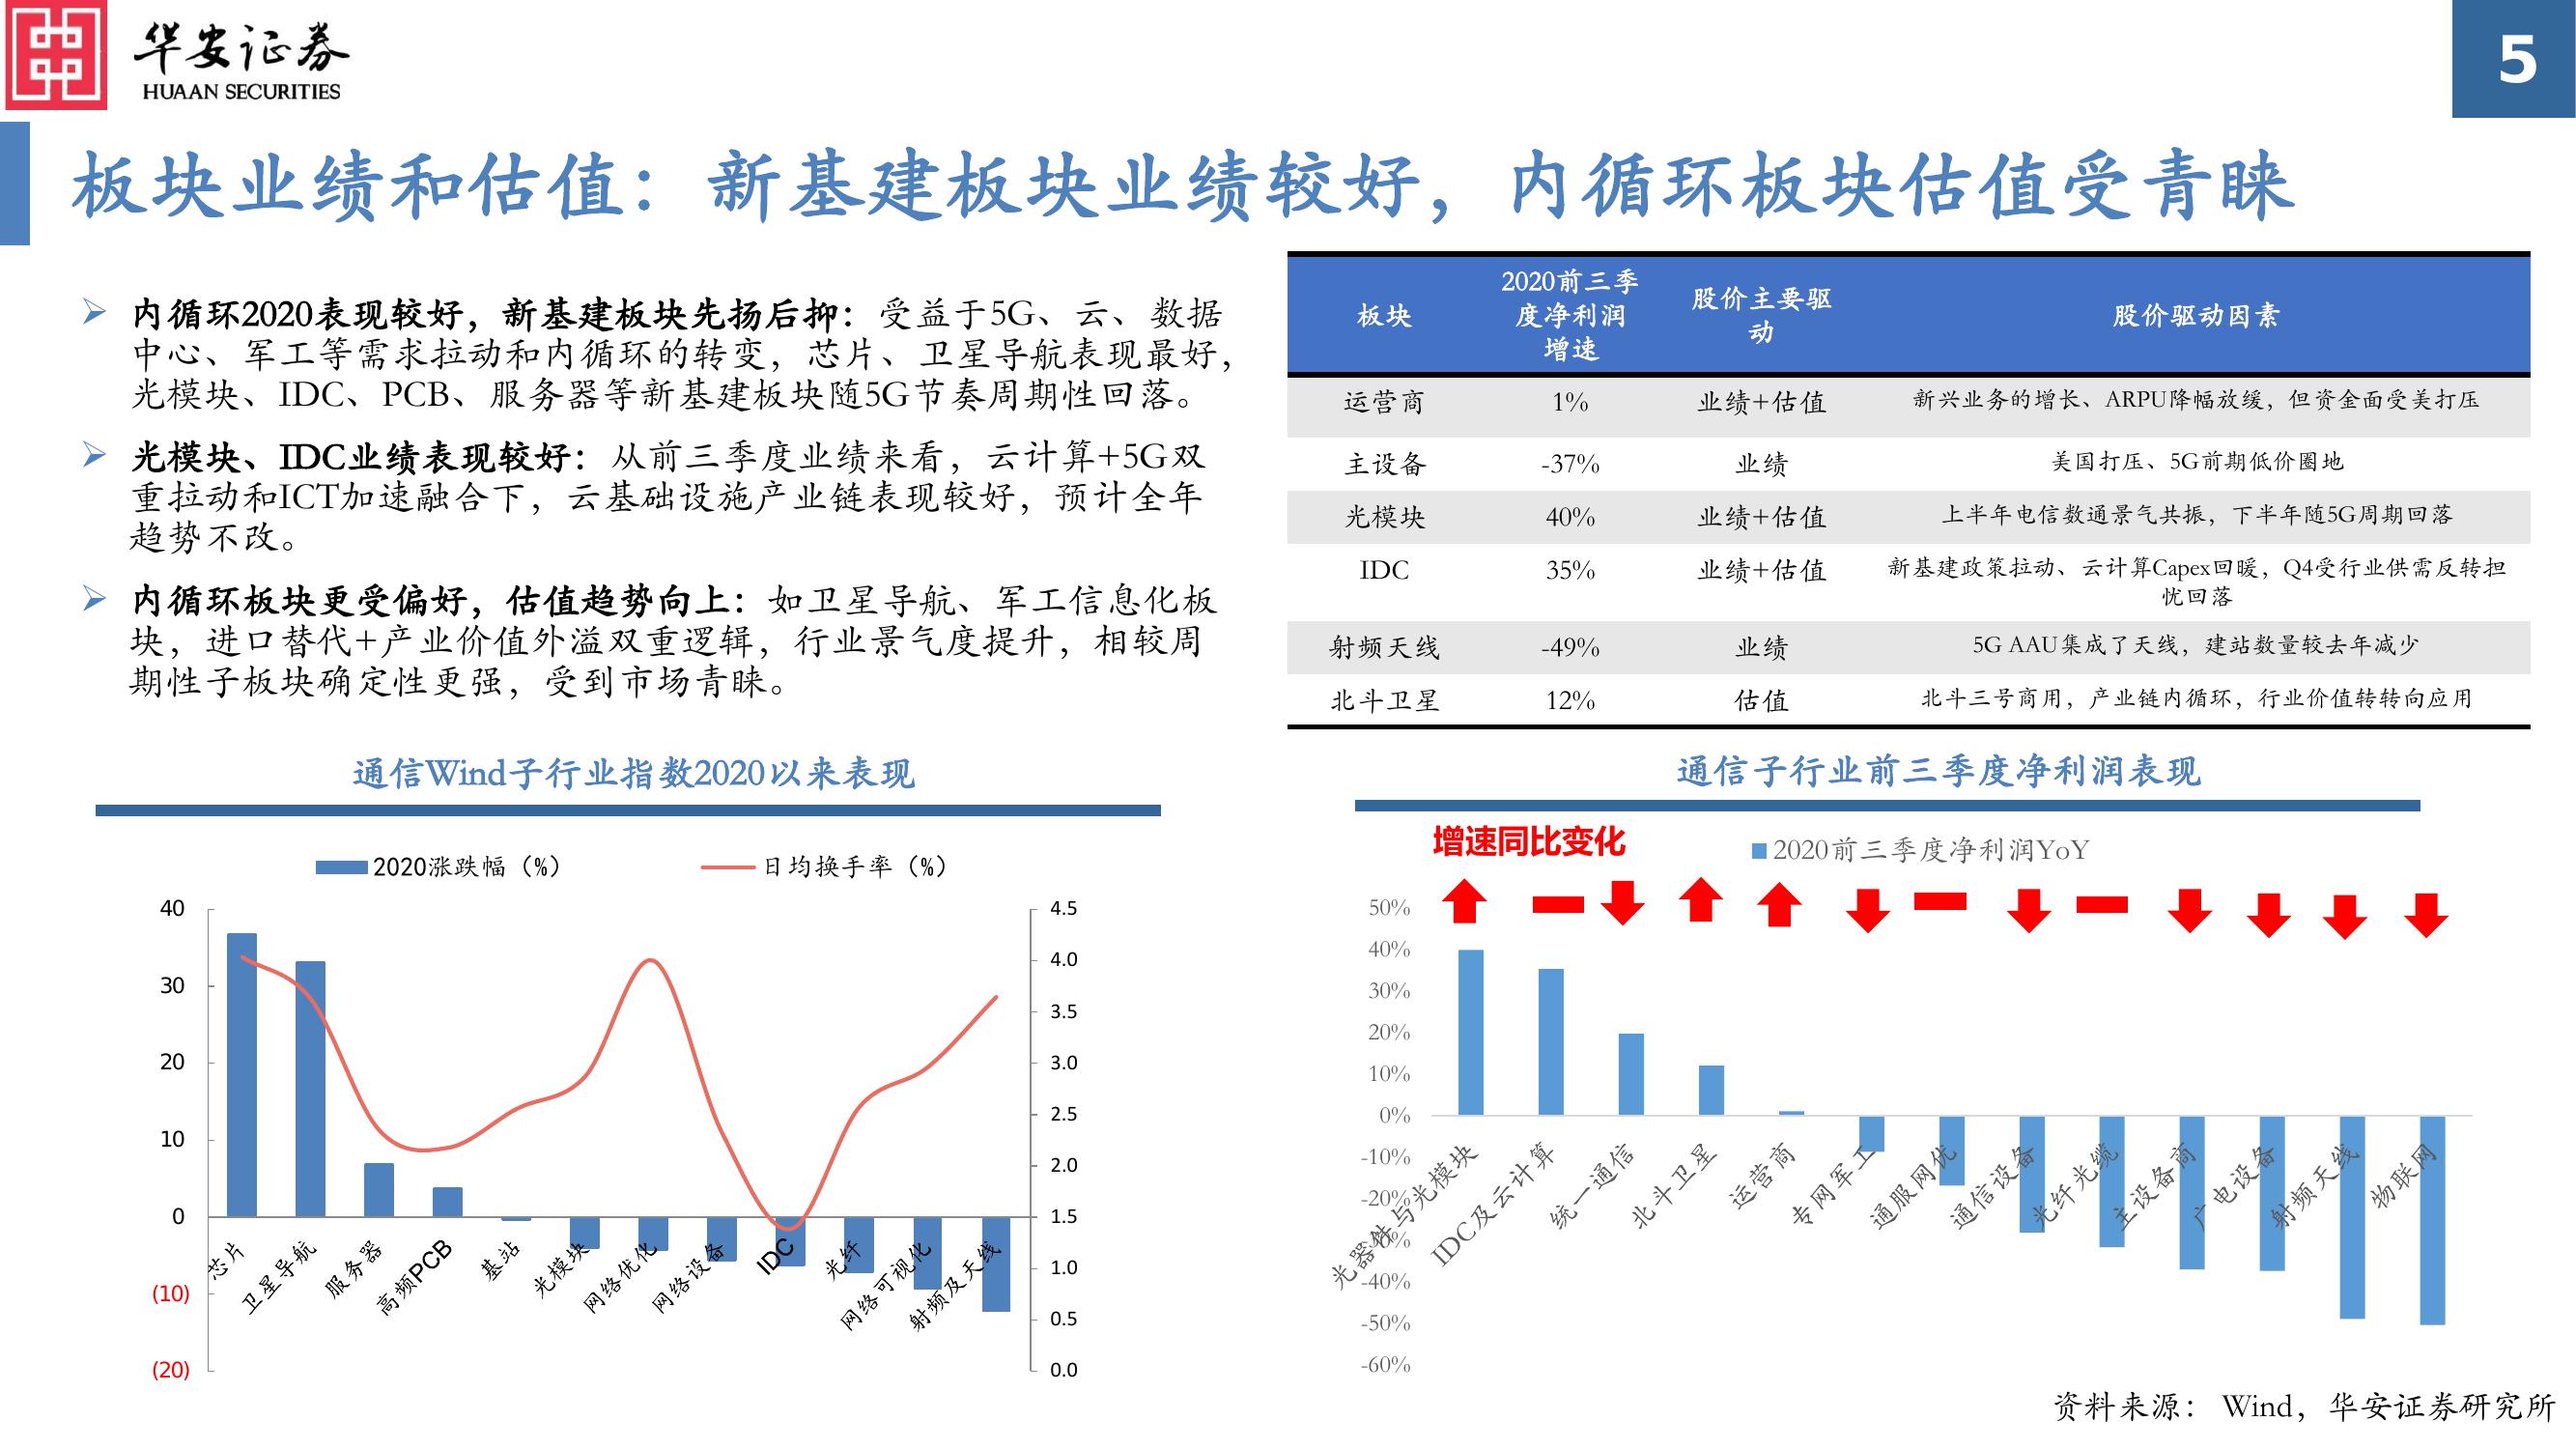 华安证券
HUAAN SECURITIES
5
板块业绩和估值：新基建板块业绩较好，内循环板块估值受青睐
➢ 内循环2020表现较好，新基建板块先扬后抑：受益于5G、云、数据
中心、军工等需求拉动和内循环的转变，芯片、卫星导航表现最好，
光模块、IDC、PCB、服务器等新基建板块随5G节奏周期性回落。
➢ 光模块、IDC业绩表现较好：从前三季度业绩来看，云计算+5G双
重拉动和ICT加速融合下，云基础设施产业链表现较好，预计全年
趋势不改。
➢ 内循环板块更受偏好，估值趋势向上：如卫星导航、军工信息化板
块，进口替代+产业价值外溢双重逻辑，行业景气度提升，相较周
期性子板块确定性更强，受到市场青睐。
板块 2020前三季度净利润增速 股价主要驱动 股价驱动因素
运营商 1% 业绩+估值 新兴业务的增长、ARPU降幅放缓，但资金面受美打压
主设备 -37% 业绩 美国打压、5G前期低价圈地
光模块 40% 业绩+估值 上半年电信数通景气共振，下半年随5G周期回落
IDC 35% 业绩+估值 新基建政策拉动、云计算Capex回暖，Q4受行业供需反转担
忧回落
射频天线 -49% 业绩 5G AAU集成了天线，建站数量较去年减少
北斗卫星 12% 估值 北斗三号商用，产业链内循环，行业价值转转向应用
通信Wind子行业指数2020以来表现
2020涨跌幅（%） 日均换手率（%）
40
30
20
10
0
(10)
(20)
4.5
4.0
3.5
3.0
2.5
2.0
1.5
1.0
0.5
0.0
芯片
卫星导航
服务器
高频PCB
基站
光模块
网络优化
网络设备
IDC
光纤
网络可视化
射频及天线
通信子行业前三季度净利润表现
增速同比变化
2020前三季度净利润YoY
50%
40%
30%
20%
10%
0%
-10%
-20%
-30%
-40%
-50%
-60%
光器件与光模块
IDC及云计算
统一通信
北斗卫星
运营商
专网军工
通服网优
通信设备
光纤光缆
主设备商
广电设备
射频天线
物联网
资料来源： Wind，华安证券研究所